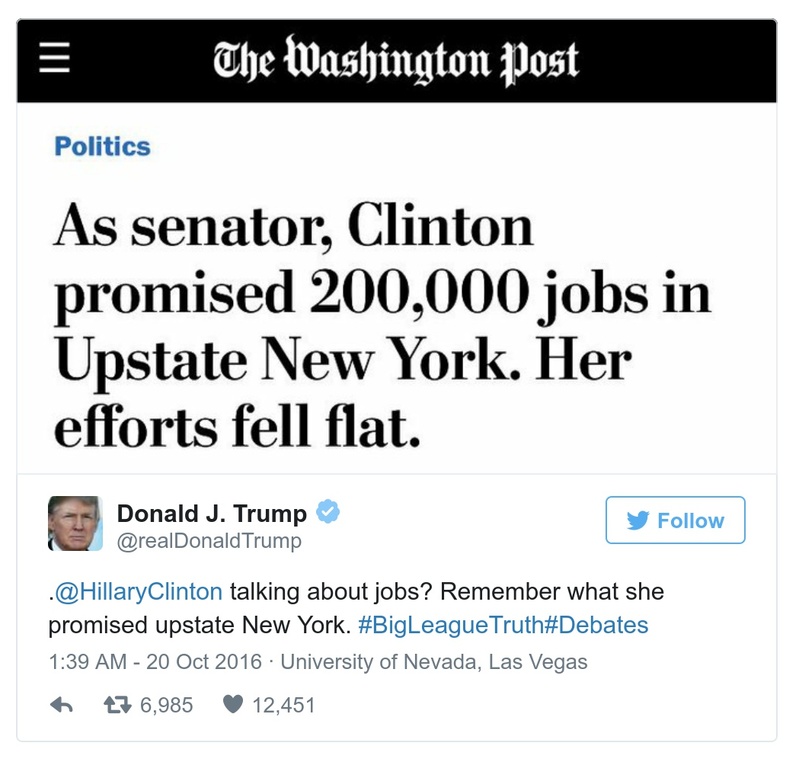 The Washington Post
Politics
As senator, Clinton
promised 200,000 jobs in
Upstate New York. Her
efforts fell flat.
Donald J. Trump
@realDonaldTrump
Follow
.@HillaryClinton talking about jobs? Remember what she
promised upstate New York. #BigLeagueTruth#Debates
1:39 AM - 20 Oct 2016 · University of Nevada, Las Vegas
6,985 12,451